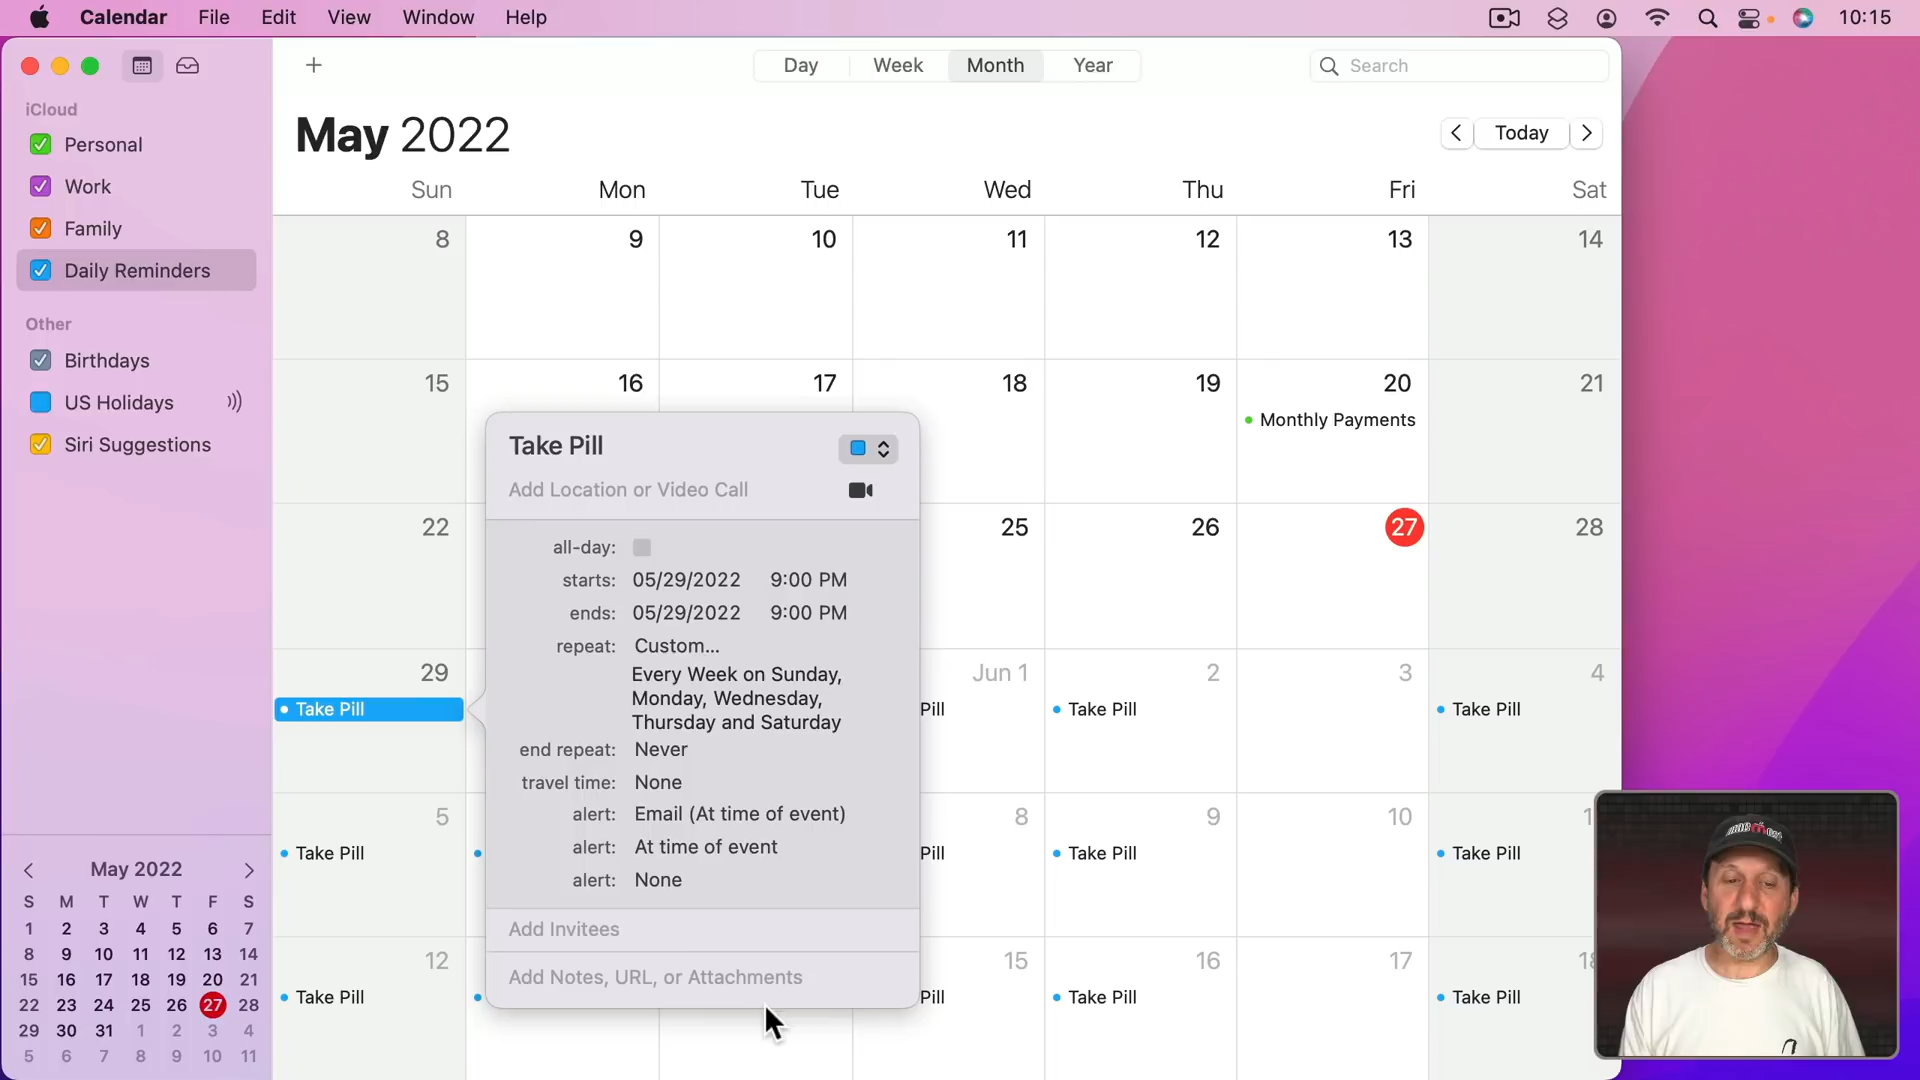 Calendar File Edit View Window Help 10:15
Day Week Month Year Search
iCloud
Personal
Work
Family
Daily Reminders
Other
Birthdays
US Holidays
Siri Suggestions
May 2022
S M T W T F S
1 2 3 4 5 6 7
8 9 10 11 12 13 14
15 16 17 18 19 20 21
22 23 24 25 26 27 28
29 30 31 1 2 3 4
5 6 7 8 9 10 11
May 2022
Today
Sun Mon Tue Wed Thu Fri Sat
8 9 10 11 12 13 14
15 16 17 18 19 20 21
Monthly Payments
22 25 26 27 28
29 Jun 1 2 3 4
Take Pill Pill Take Pill Take Pill
5 8 9 10
Take Pill Pill Take Pill Take Pill
12 15 16 17
Take Pill Pill Take Pill Take Pill
Take Pill
Add Location or Video Call
all-day:
starts: 05/29/2022 9:00 PM
ends: 05/29/2022 9:00 PM
repeat: Custom...
Every Week on Sunday,
Monday, Wednesday,
Thursday and Saturday
end repeat: Never
travel time: None
alert: Email (At time of event)
alert: At time of event
alert: None
Add Invitees
Add Notes, URL, or Attachments